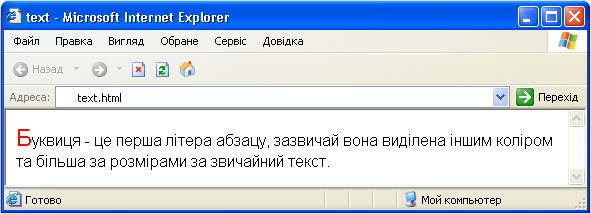 text - Microsoft Internet Explorer
Файл Правка Вигляд Обране Сервіс Довідка
Назад
Адреса: text.html Перехід
Буквиця - це перша літера абзацу, зазвичай вона виділена іншим коліром
та більша за розмірами за звичайний текст.
Готово Мой компьютер